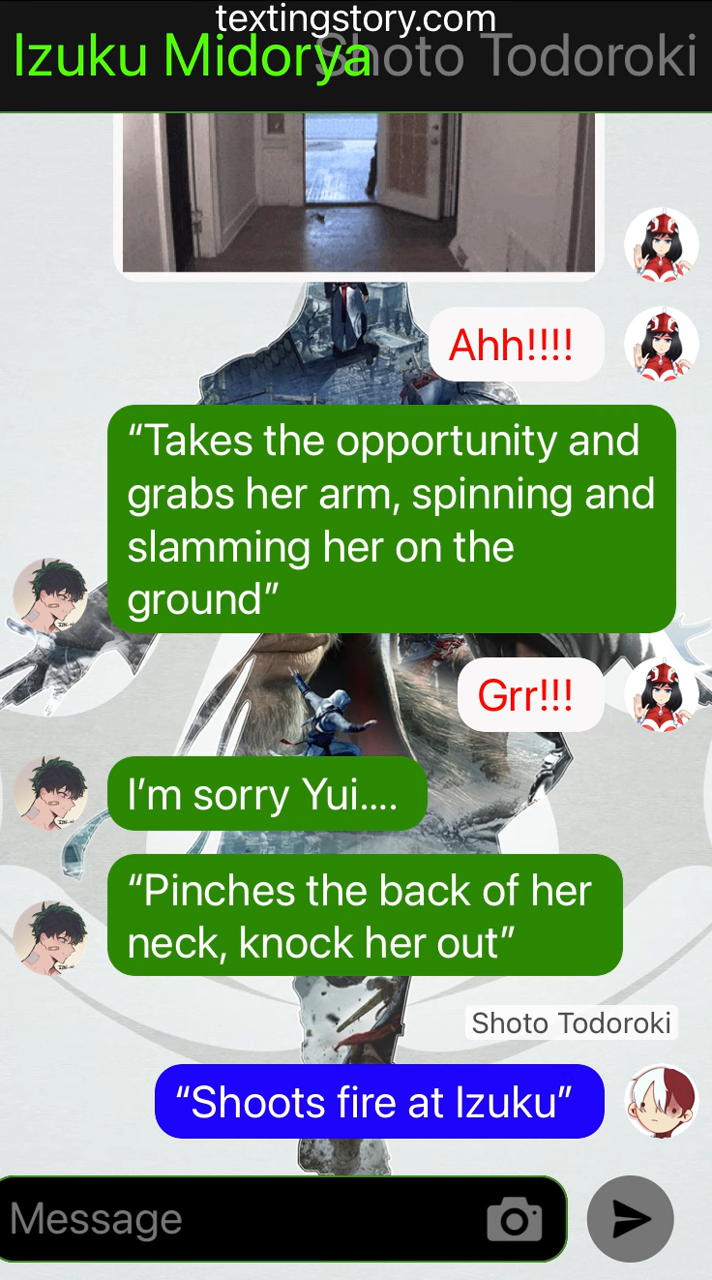 textingstory.com
Izuku Midorya Shoto Todoroki
Ahh!!!!
“Takes the opportunity and
grabs her arm, spinning and
slamming her on the
ground”
Grr!!!
I’m sorry Yui....
“Pinches the back of her
neck, knock her out”
Shoto Todoroki
“Shoots fire at Izuku”
Message